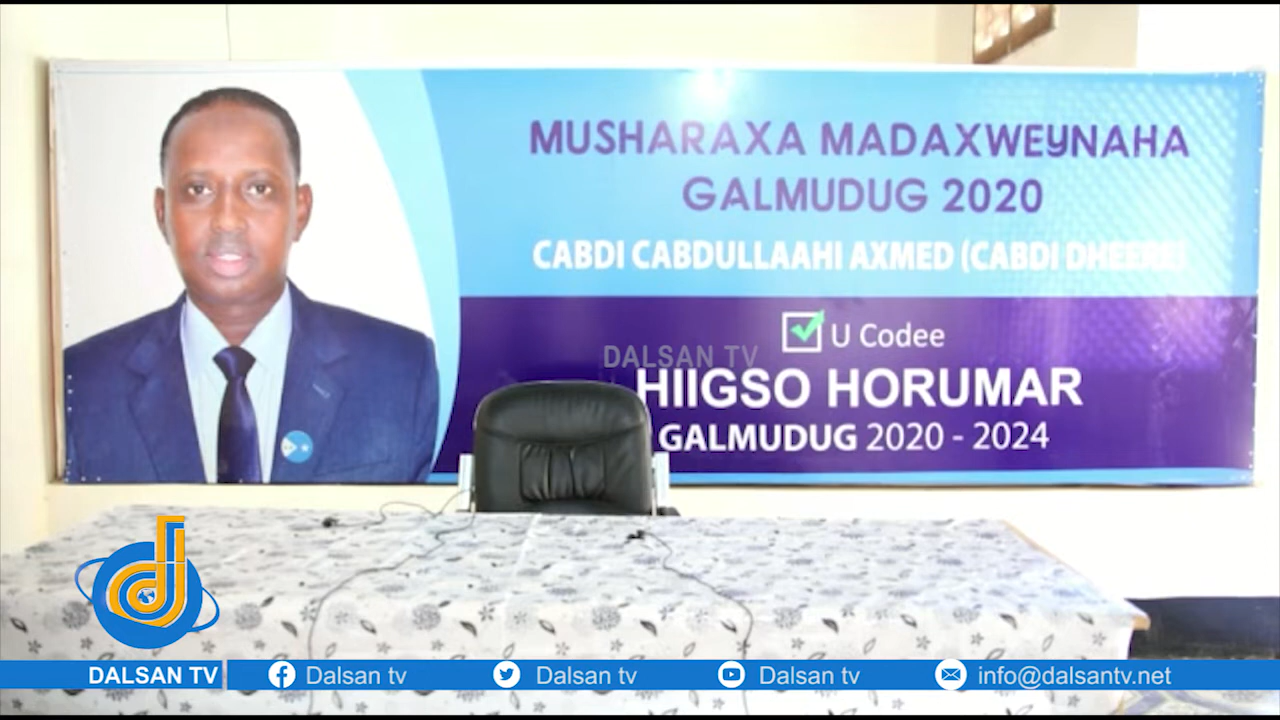 MUSHARAXA MADAXWEYNAHA
GALMUDUG 2020
CABDI CABDULLAAHI AXMED (CABDI DHEERE)
U Codee
DALSAN TV
HIIGSO HORUMAR
GALMUDUG 2020 - 2024
DALSAN TV
Dalsan tv
Dalsan tv
Dalsan tv
info@dalsantv.net